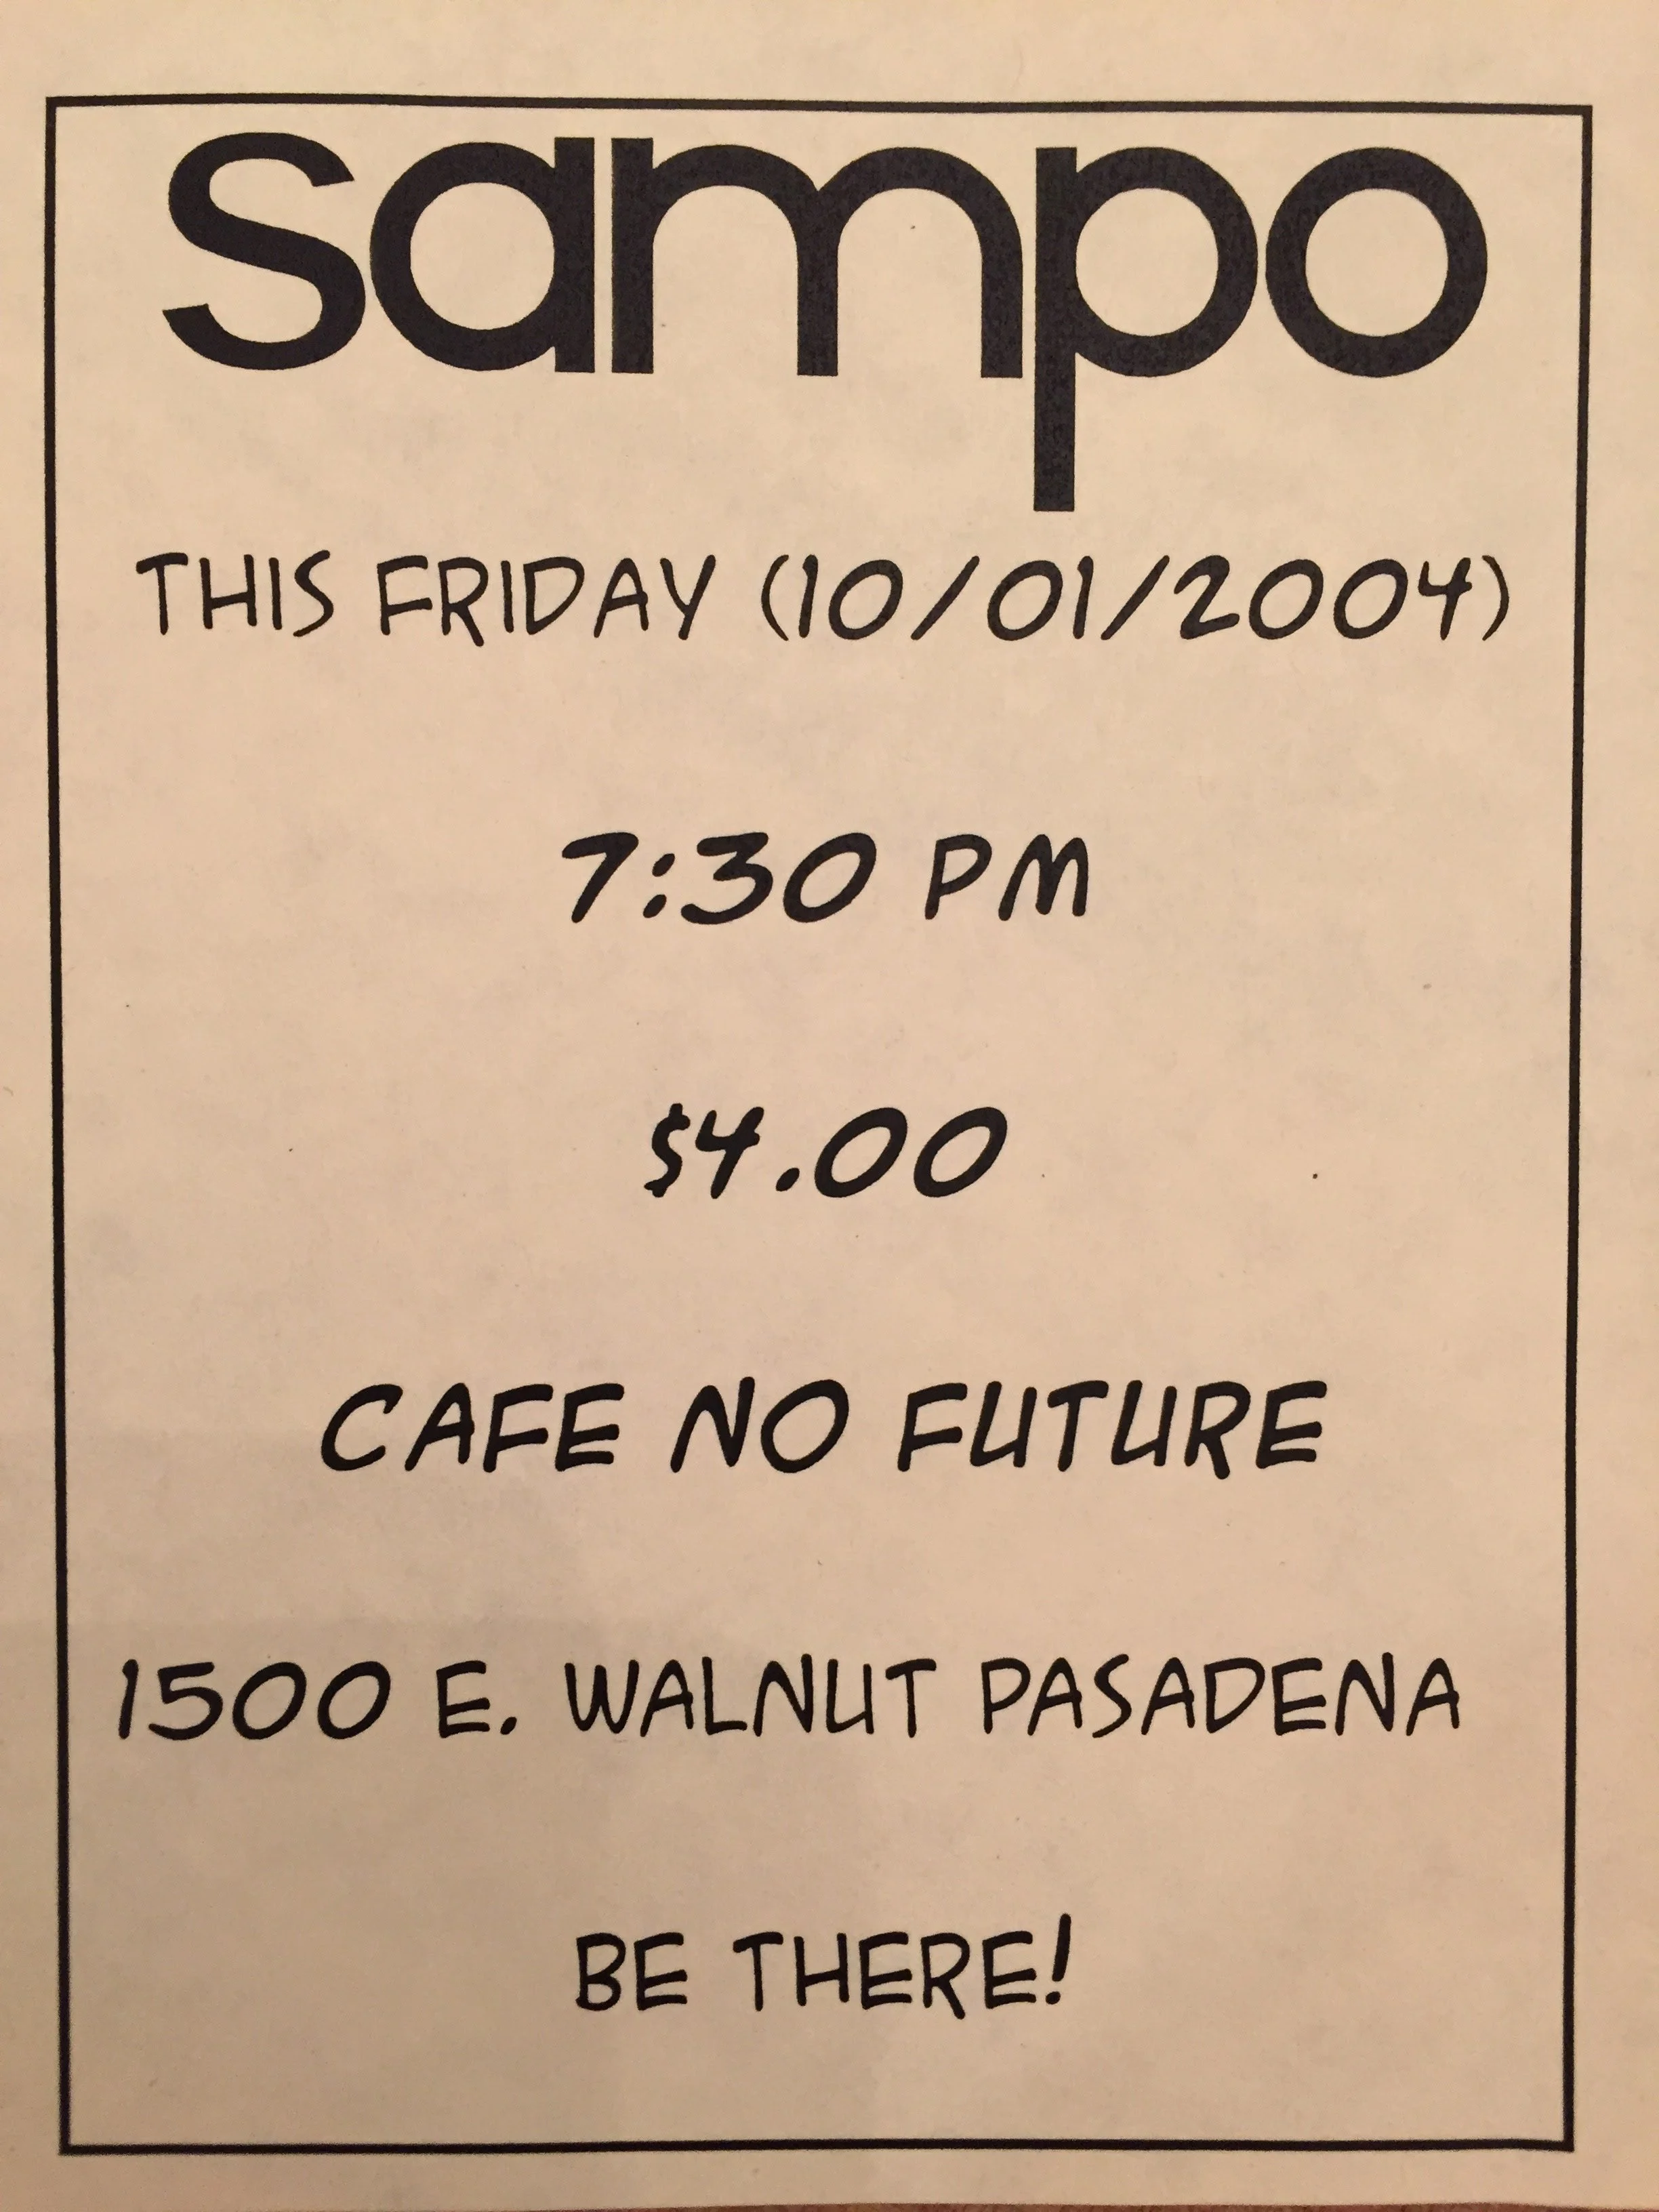 sampo
THIS FRIDAY (10/01/2004)
7:30 PM
$4.00
CAFE NO FUTURE
1500 E. WALNUT PASADENA
BE THERE!